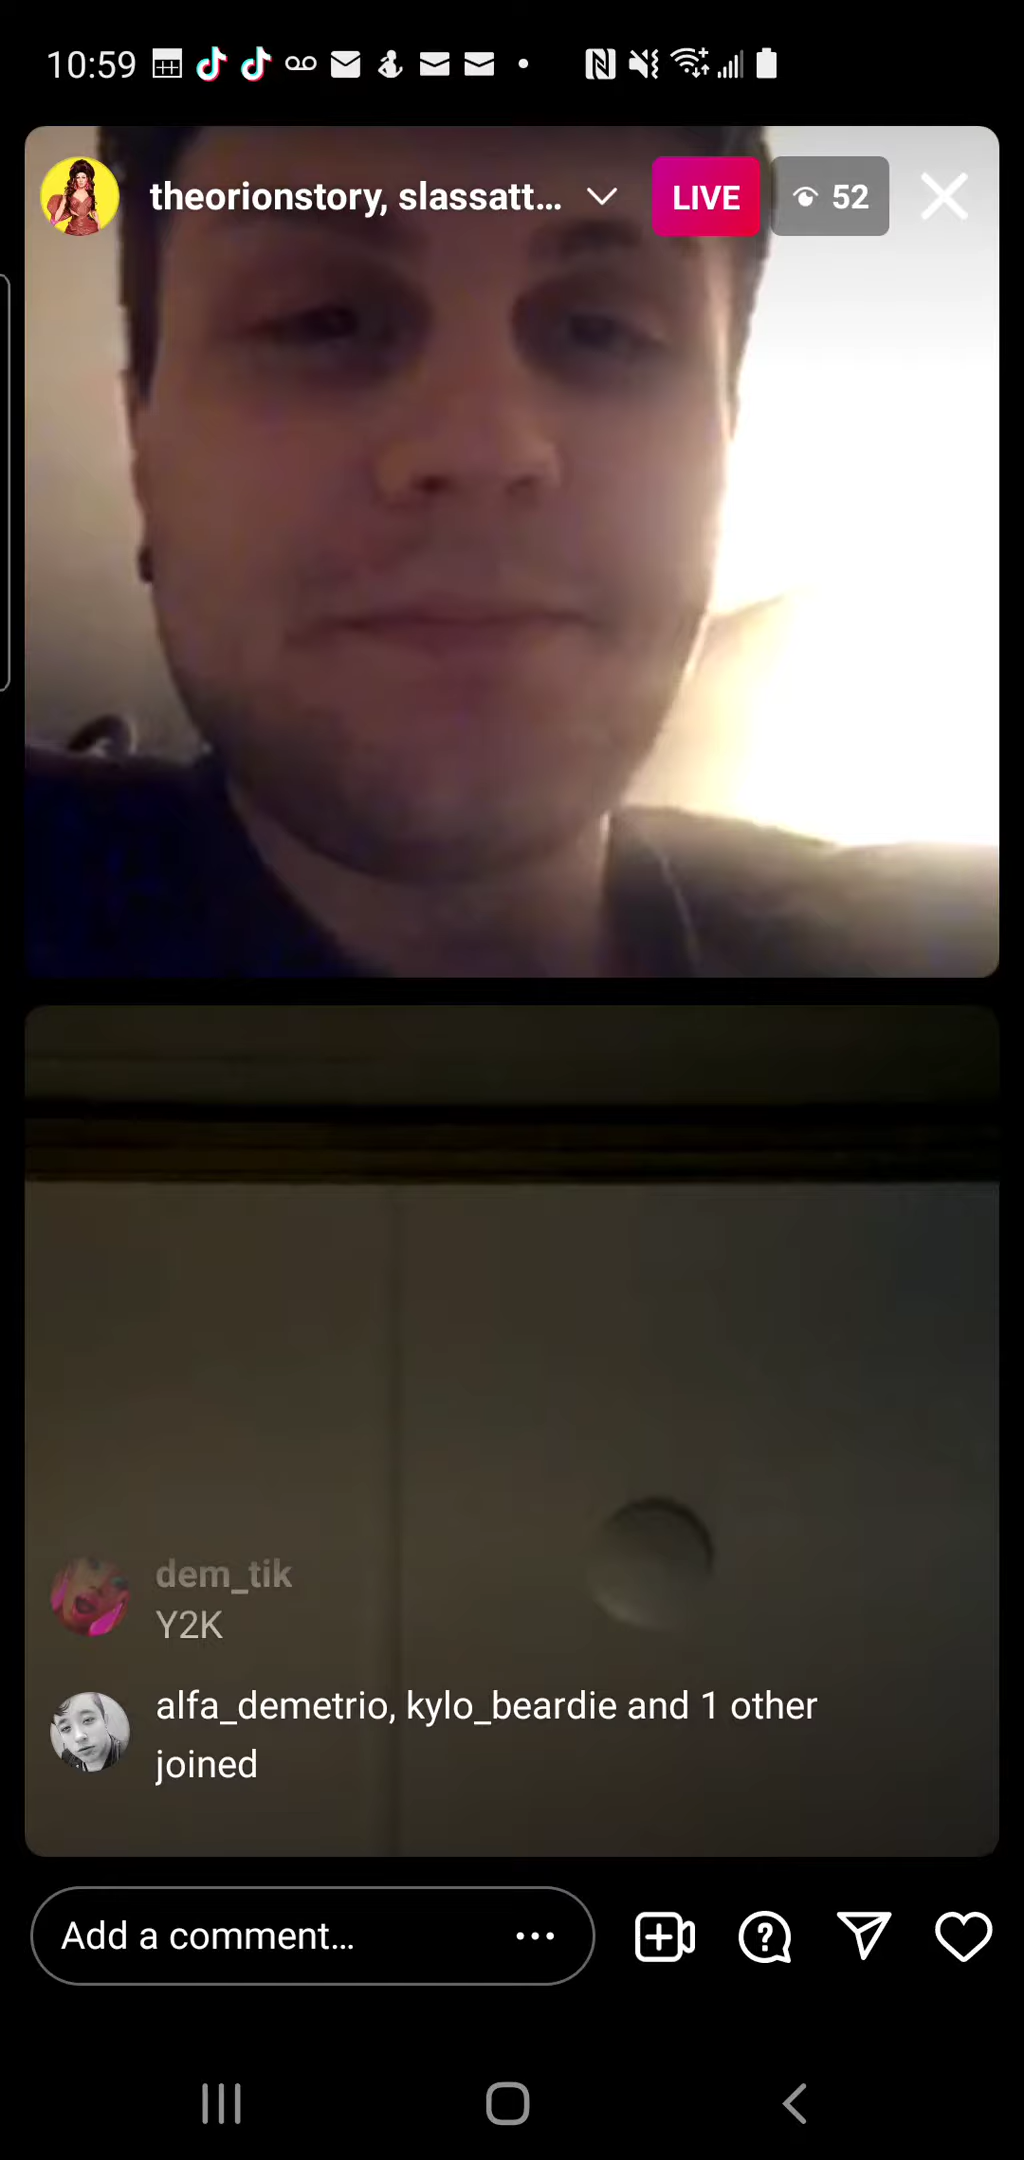 10:59
theorionstory, slassatt...
LIVE
52
dem_tik
Y2K
alfa_demetrio, kylo_beardie and 1 other
joined
Add a comment...